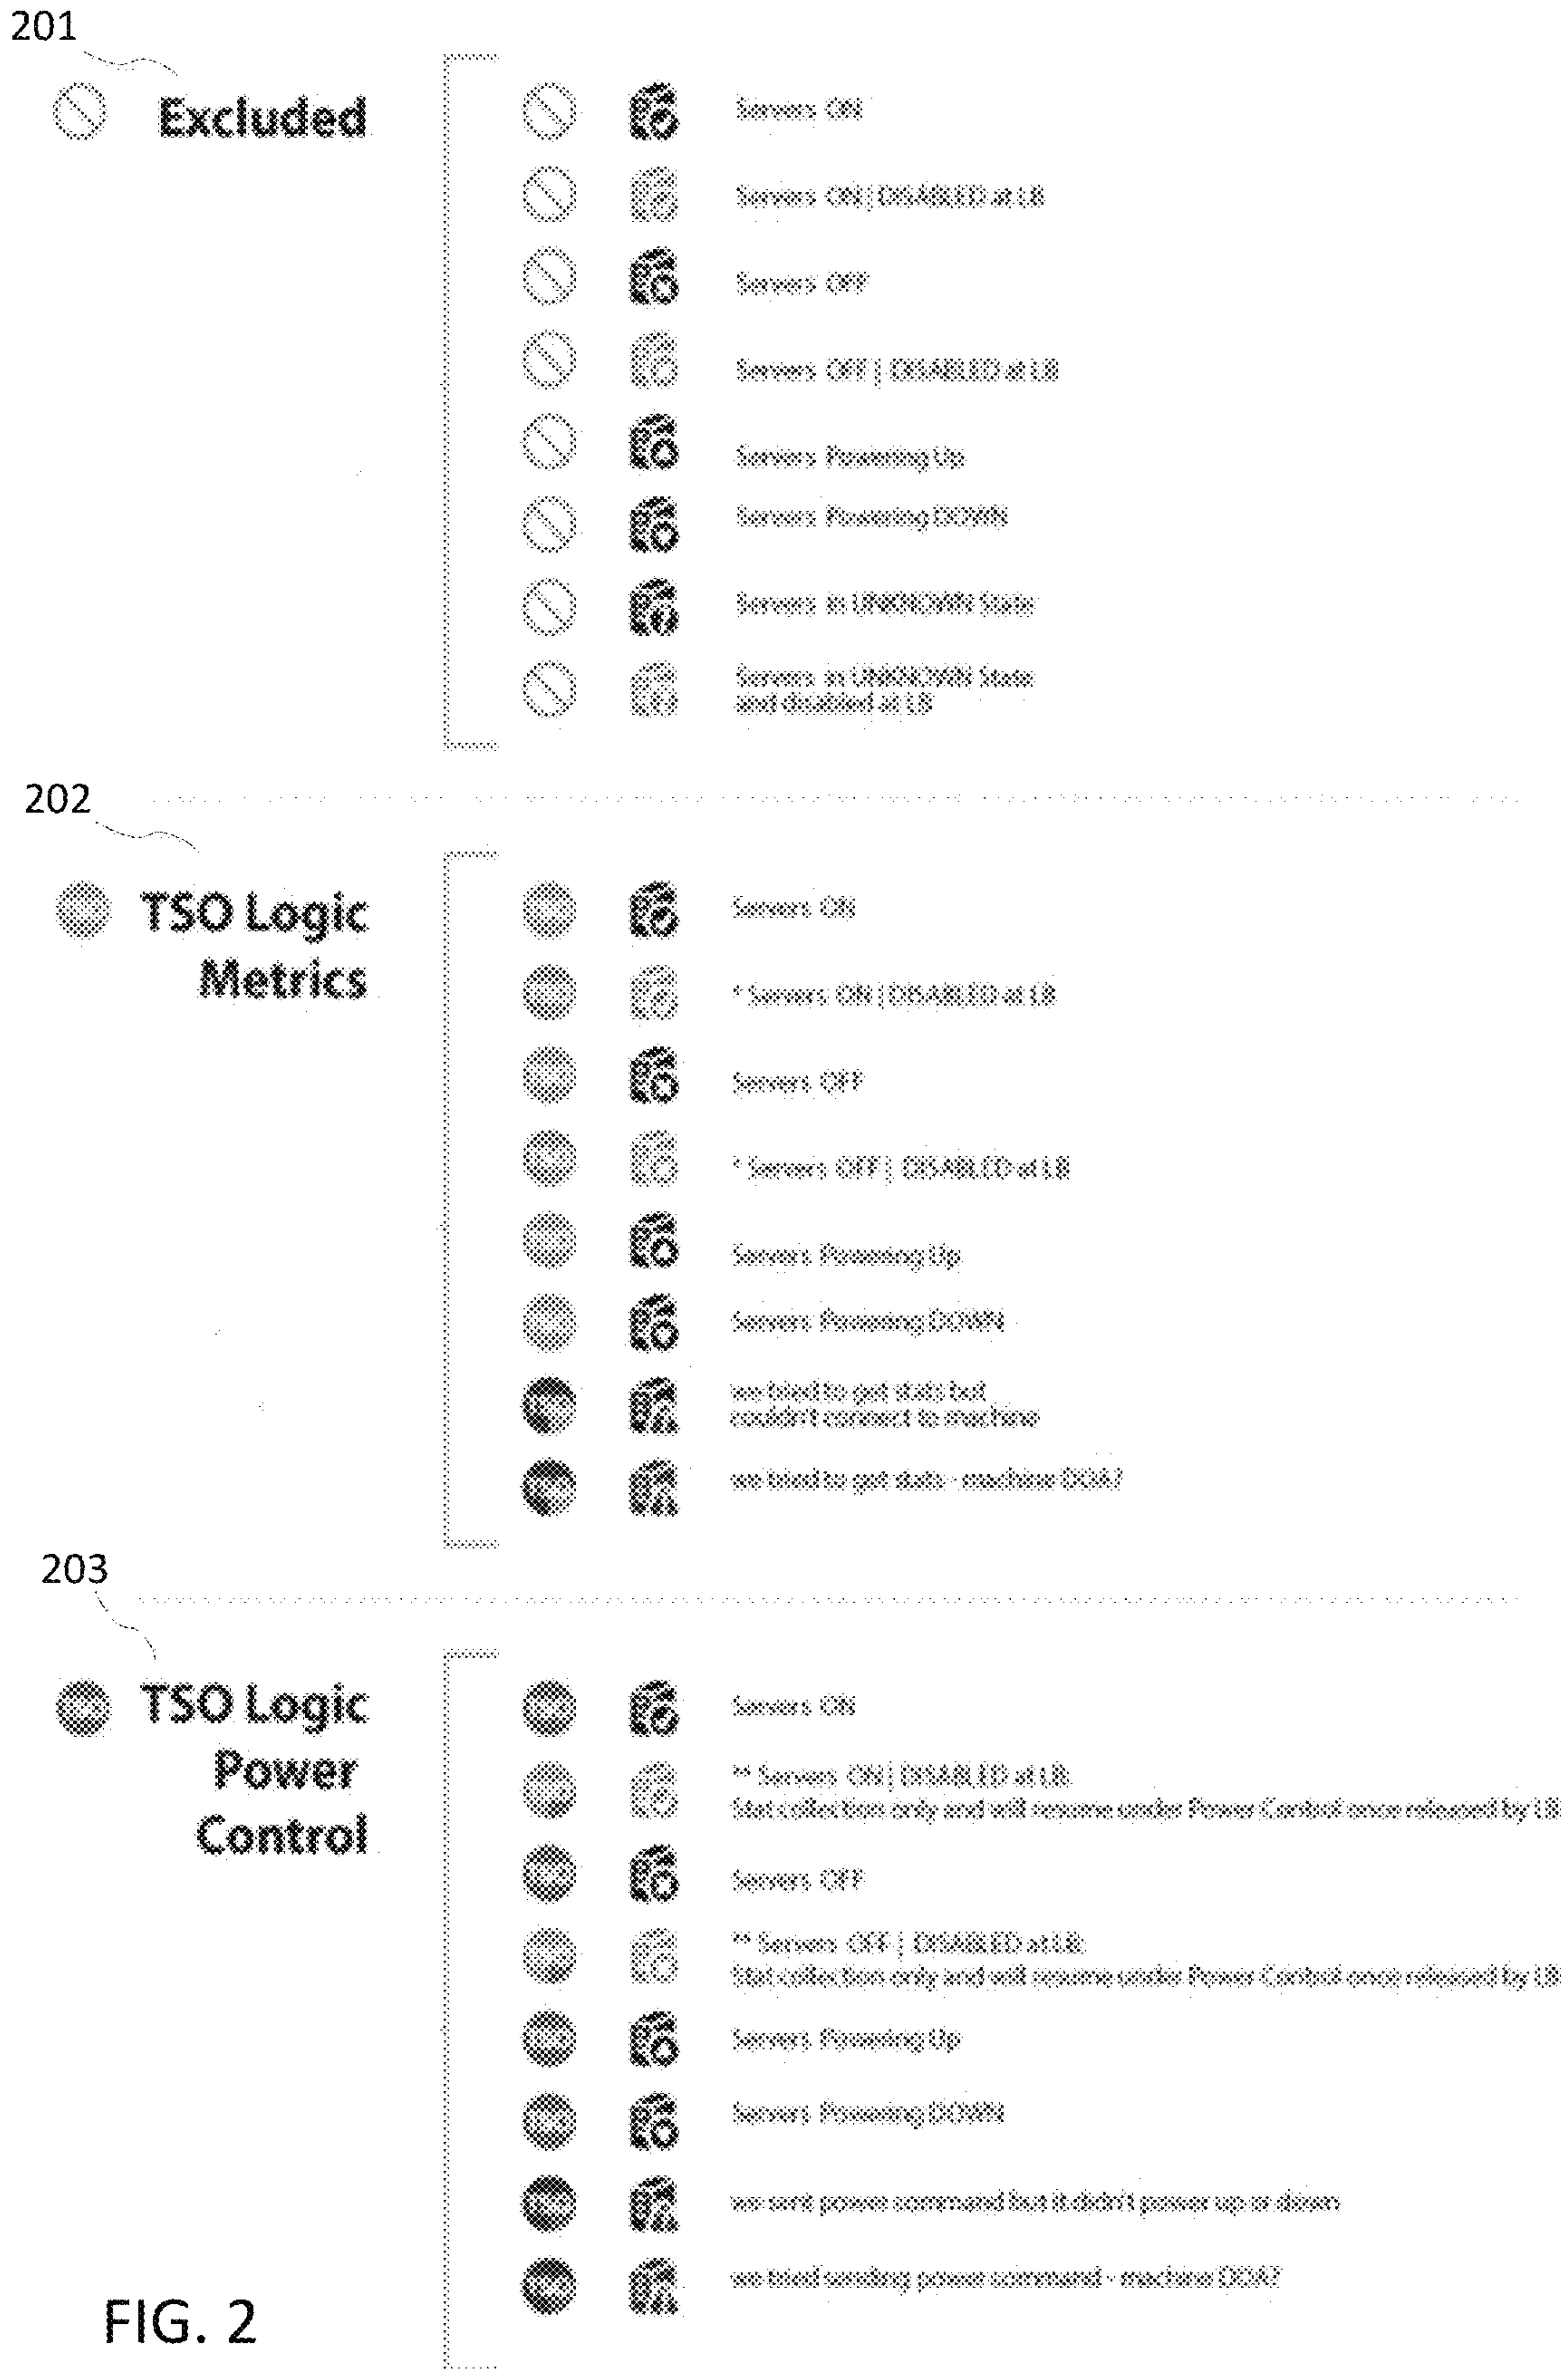 201
Excluded
Servers ON
Servers ON | DISABLED at LB
Servers OFF
Servers OFF | DISABLED at LB
Servers Powering Up
Servers Powering DOWN
Servers in UNKNOWN State
Servers in UNKNOWN State
and disabled at LB
202
TSO Logic
Metrics
Servers ON
* Servers ON | DISABLED at LB
Servers OFF
* Servers OFF | DISABLED at LB
Servers Powering Up
Servers Powering DOWN
we tried to get stats but
couldn't connect to machine
we tried to get stats - machine DOA?
203
TSO Logic
Power
Control
Servers ON
** Servers ON | DISABLED at LB
Stat collection only and will resume under Power Control once released by LB
Servers OFF
** Servers OFF | DISABLED at LB
Stat collection only and will resume under Power Control once released by LB
Servers Powering Up
Servers Powering DOWN
we sent power command but it didn't power up or down
we tried sending power command - machine DOA?
FIG. 2